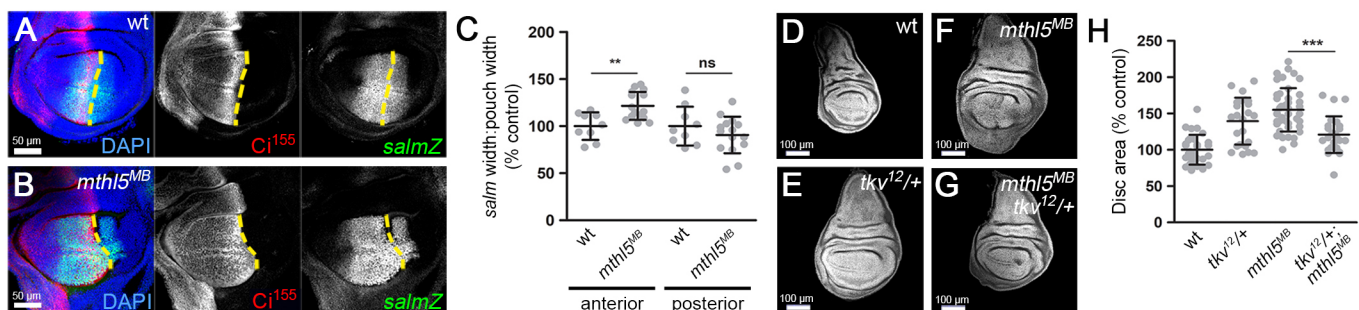 A
wt
50 µm
DAPI
Ci155
salmZ
B
mthl5MB
50 µm
DAPI
Ci155
salmZ
C
salm width:pouch width
(% control)
200
150
100
50
0
**
ns
wt
mthl5MB
wt
mthl5MB
anterior
posterior
D
wt
100 µm
F
mthl5MB
100 µm
E
tkv12/+
100 µm
G
mthl5MB
tkv12/+
100 µm
H
Disc area (% control)
250
200
150
100
50
0
***
wt
tkv12/+
mthl5MB
tkv12/+;
mthl5MB